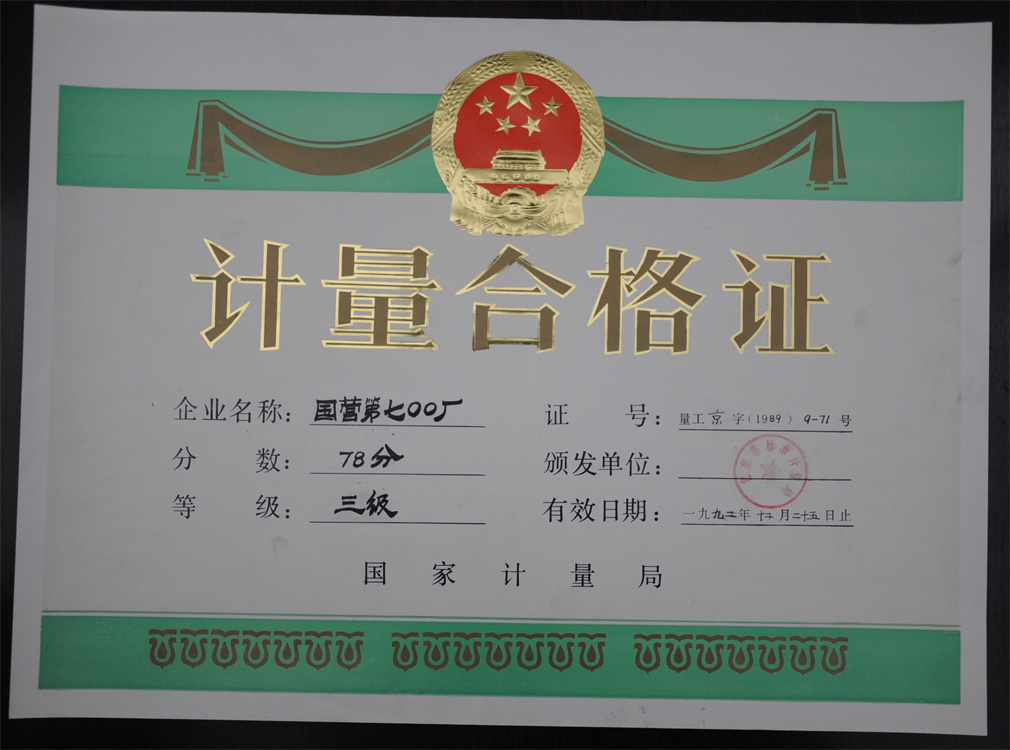 计量合格证
企业名称：国营第七00厂
证 号：量工京字(1989)9-71号
分 数：78分
颁发单位：
等 级：三级
有效日期：一九九二年十二月二十五日止
国家计量局